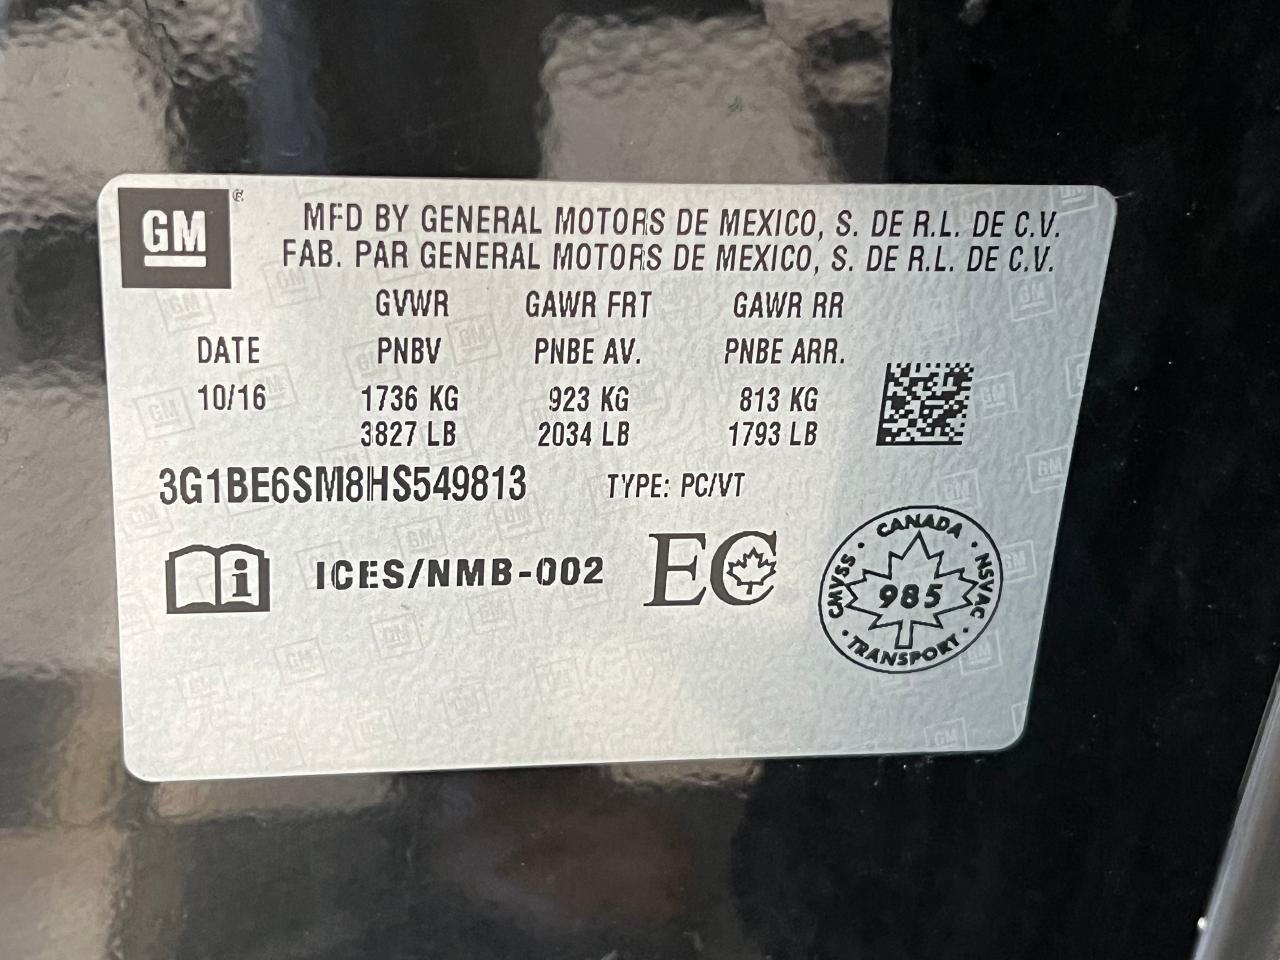 GM ®
MFD BY GENERAL MOTORS DE MEXICO, S. DE R.L. DE C.V.
FAB. PAR GENERAL MOTORS DE MEXICO, S. DE R.L. DE C.V.
GVWR GAWR FRT GAWR RR
DATE PNBV PNBE AV. PNBE ARR.
10/16 1736 KG 923 KG 813 KG
3827 LB 2034 LB 1793 LB
3G1BE6SM8HS549813 TYPE: PC/VT
i ICES/NMB-002 EC
CANADA
CMVSS 985 NSVAC
TRANSPORT